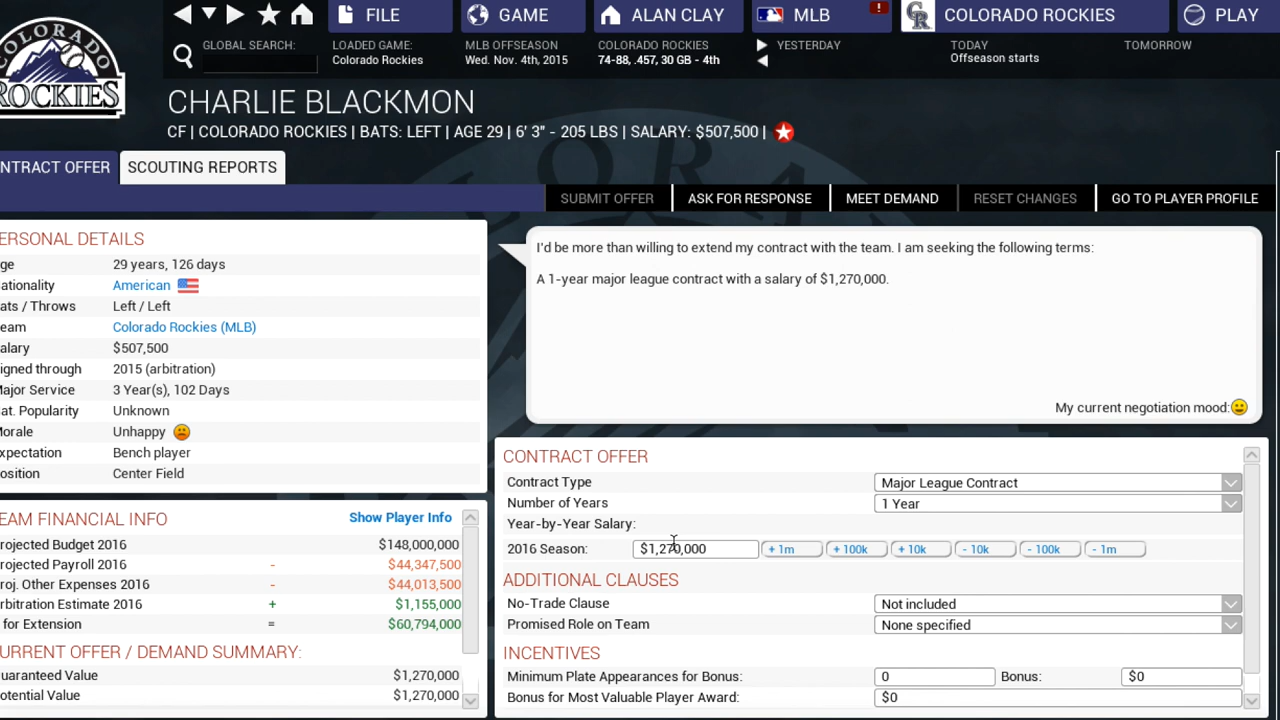 FILE
GAME
ALAN CLAY
MLB
!
COLORADO ROCKIES
PLAY
GLOBAL SEARCH:
LOADED GAME:
Colorado Rockies
MLB OFFSEASON
Wed. Nov. 4th, 2015
COLORADO ROCKIES
74-88, .457, 30 GB - 4th
YESTERDAY
TODAY
Offseason starts
TOMORROW
COLORADO
ROCKIES
CR
CHARLIE BLACKMON
CF | COLORADO ROCKIES | BATS: LEFT | AGE 29 | 6' 3" - 205 LBS | SALARY: $507,500 |
NTRACT OFFER
SCOUTING REPORTS
SUBMIT OFFER
ASK FOR RESPONSE
MEET DEMAND
RESET CHANGES
GO TO PLAYER PROFILE
ERSONAL DETAILS
ge 29 years, 126 days
ationality American
ats / Throws Left / Left
eam Colorado Rockies (MLB)
alary $507,500
igned through 2015 (arbitration)
Major Service 3 Year(s), 102 Days
at. Popularity Unknown
Morale Unhappy
xpectation Bench player
osition Center Field
EAM FINANCIAL INFO Show Player Info
rojected Budget 2016 $148,000,000
rojected Payroll 2016 - $44,347,500
roj. Other Expenses 2016 - $44,013,500
rbitration Estimate 2016 + $1,155,000
for Extension = $60,794,000
URRENT OFFER / DEMAND SUMMARY:
uaranteed Value $1,270,000
otential Value $1,270,000
I'd be more than willing to extend my contract with the team. I am seeking the following terms:
A 1-year major league contract with a salary of $1,270,000.
My current negotiation mood:
CONTRACT OFFER
Contract Type Major League Contract
Number of Years 1 Year
Year-by-Year Salary:
2016 Season: $1,270,000 + 1m + 100k + 10k - 10k - 100k - 1m
ADDITIONAL CLAUSES
No-Trade Clause Not included
Promised Role on Team None specified
INCENTIVES
Minimum Plate Appearances for Bonus: 0 Bonus: $0
Bonus for Most Valuable Player Award: $0